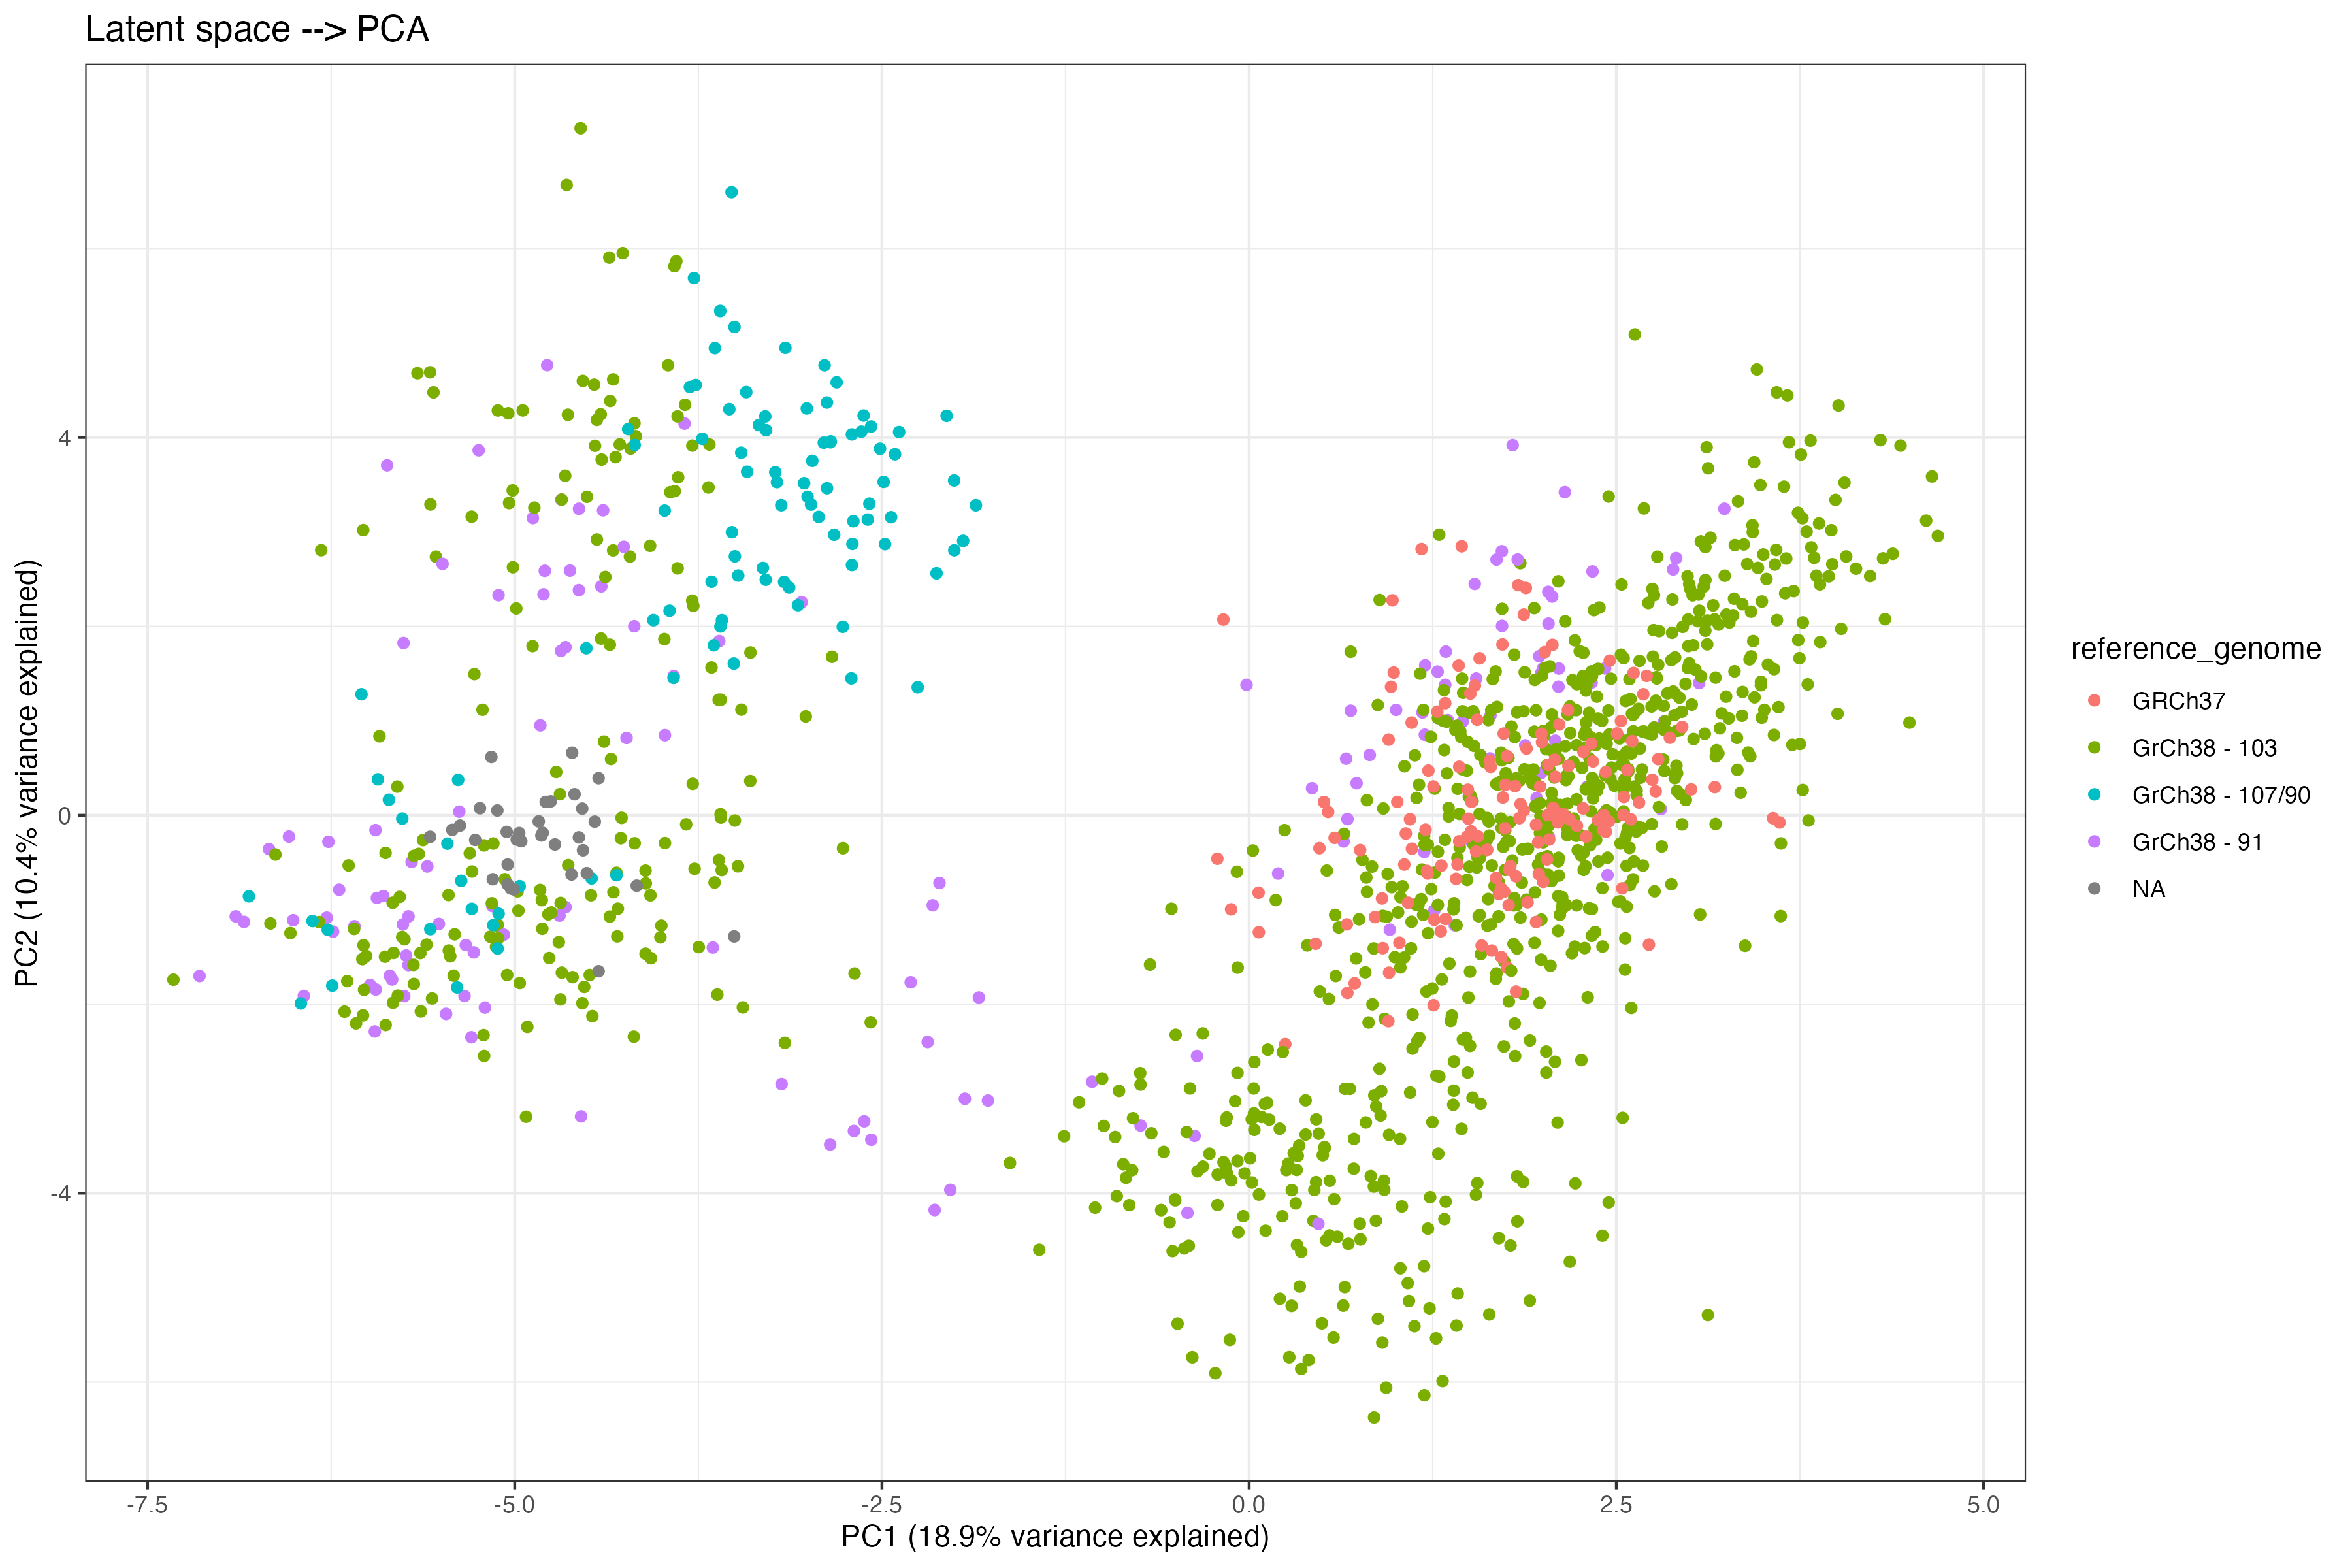 Latent space --> PCA
PC2 (10.4% variance explained)
4
0
-4
-7.5
-5.0
-2.5
0.0
2.5
5.0
PC1 (18.9% variance explained)
reference_genome
GRCh37
GrCh38 - 103
GrCh38 - 107/90
GrCh38 - 91
NA